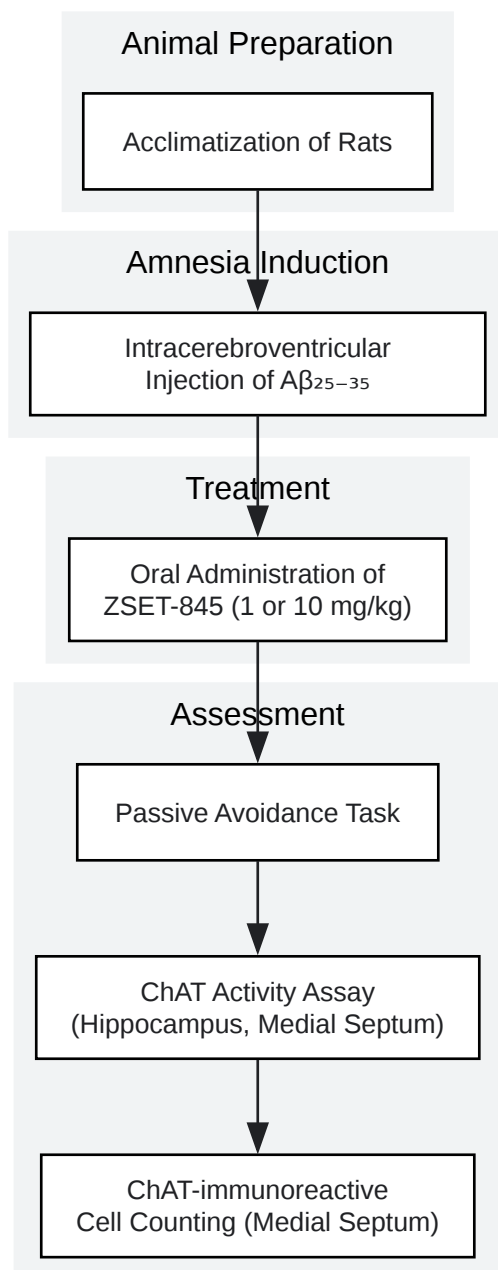 Animal Preparation
Acclimatization of Rats
Amnesia Induction
Intracerebroventricular
Injection of Aβ₂₅₋₃₅
Treatment
Oral Administration of
ZSET-845 (1 or 10 mg/kg)
Assessment
Passive Avoidance Task
ChAT Activity Assay
(Hippocampus, Medial Septum)
ChAT-immunoreactive
Cell Counting (Medial Septum)